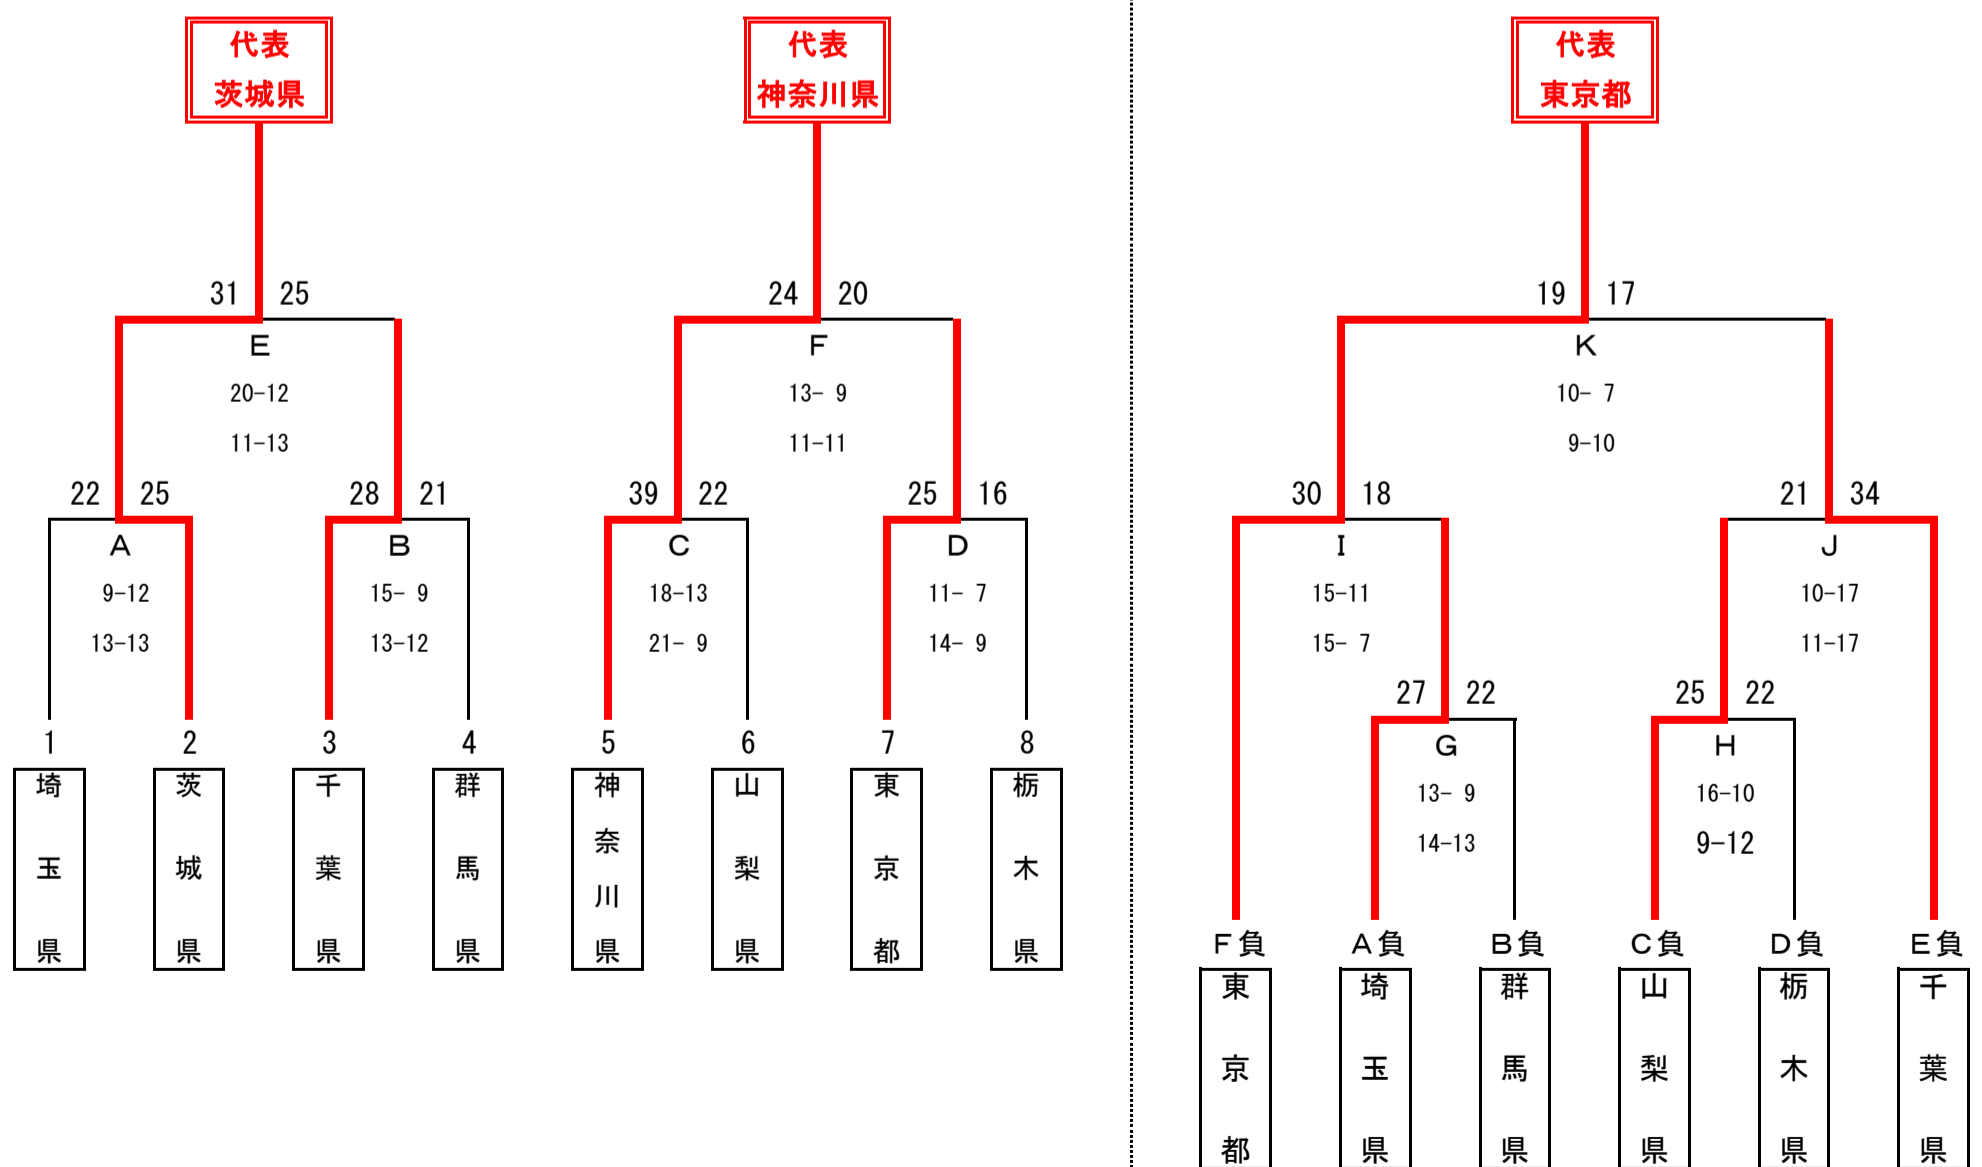 代表
茨城県
代表
神奈川県
代表
東京都
31 25
24 20
19 17
E
F
K
20-12
13- 9
10- 7
11-13
11-11
9-10
22 25
28 21
39 22
25 16
30 18
21 34
A
B
C
D
I
J
9-12
15- 9
18-13
11- 7
15-11
10-17
13-13
13-12
21- 9
14- 9
15- 7
11-17
27 22
25 22
1
2
3
4
5
6
7
8
G
H
埼玉県
茨城県
千葉県
群馬県
神奈川県
山梨県
東京都
栃木県
13- 9
16-10
14-13
9-12
F負
A負
B負
C負
D負
E負
東京都
埼玉県
群馬県
山梨県
栃木県
千葉県